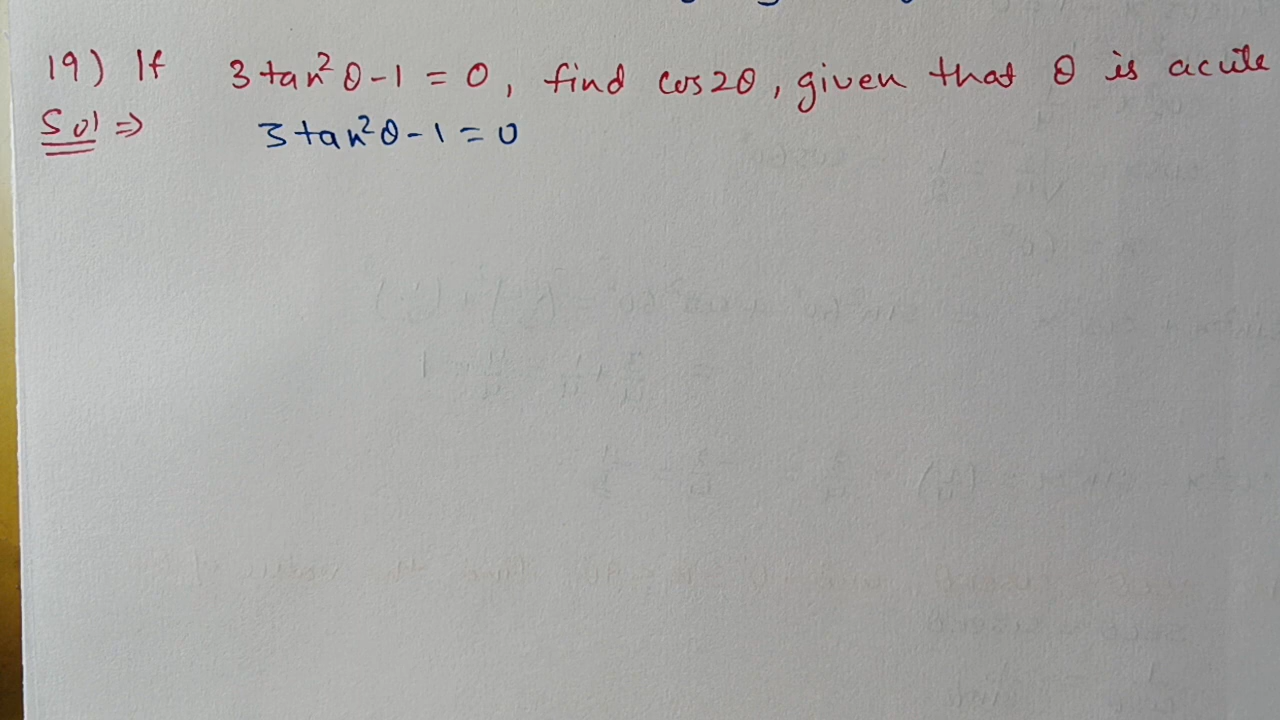 19) If 3tan²θ-1 = 0, find cos2θ, given that θ is acute
Sol ⇒ 3tan²θ-1 = 0